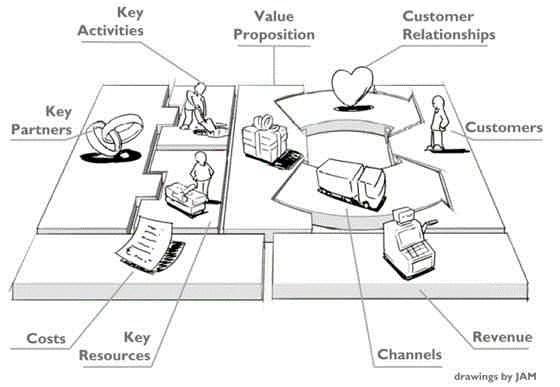 Key
Activities
Value
Proposition
Customer
Relationships
Key
Partners
Customers
Costs
Key
Resources
Channels
Revenue
drawings by JAM